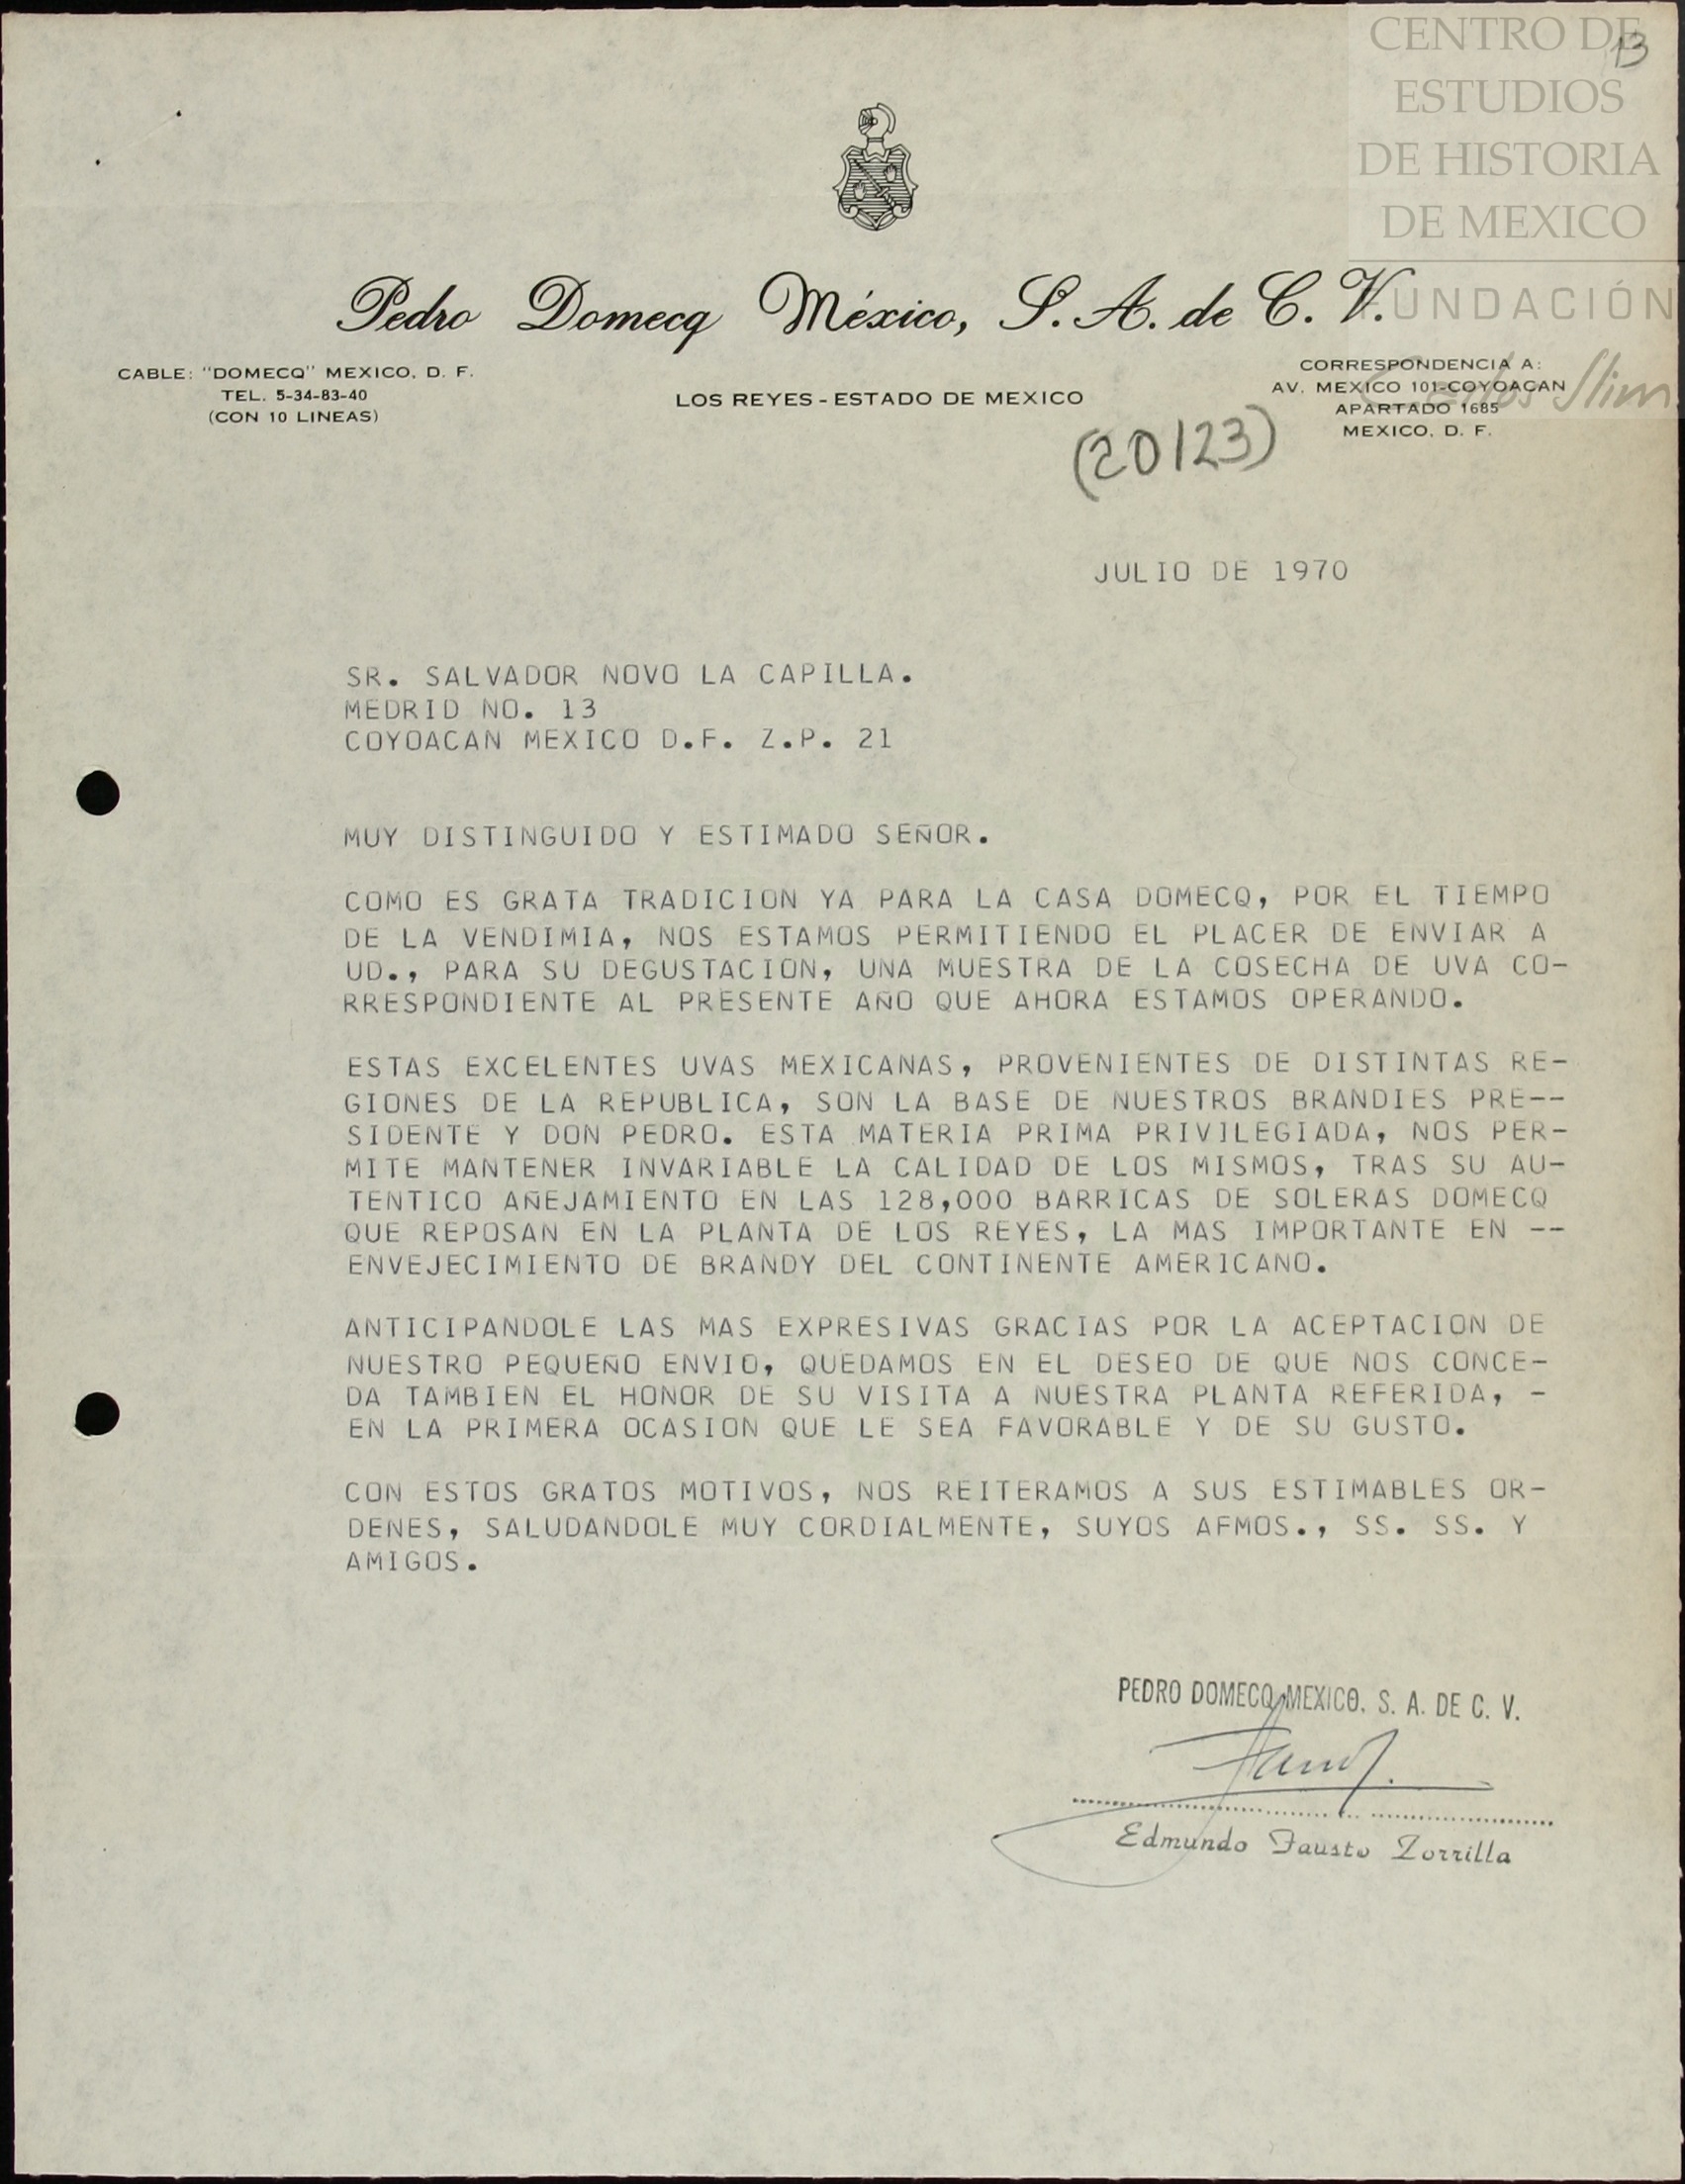 CENTRO DE
13
ESTUDIOS
DE HISTORIA
DE MEXICO
FUNDACIÓN
Carlos Slim
Pedro Domecq México, S. A. de C. V.
CABLE: "DOMECQ" MEXICO, D. F.
TEL. 5-34-83-40
(CON 10 LINEAS)
LOS REYES - ESTADO DE MEXICO
CORRESPONDENCIA A:
AV. MEXICO 101-COYOACAN
APARTADO 1685
MEXICO, D. F.
(20123)
JULIO DE 1970
SR. SALVADOR NOVO LA CAPILLA.
MEDRID NO. 13
COYOACAN MEXICO D.F. Z.P. 21
MUY DISTINGUIDO Y ESTIMADO SEÑOR.
COMO ES GRATA TRADICION YA PARA LA CASA DOMECQ, POR EL TIEMPO
DE LA VENDIMIA, NOS ESTAMOS PERMITIENDO EL PLACER DE ENVIAR A
UD., PARA SU DEGUSTACION, UNA MUESTRA DE LA COSECHA DE UVA CO-
RRESPONDIENTE AL PRESENTE AÑO QUE AHORA ESTAMOS OPERANDO.
ESTAS EXCELENTES UVAS MEXICANAS, PROVENIENTES DE DISTINTAS RE-
GIONES DE LA REPUBLICA, SON LA BASE DE NUESTROS BRANDIES PRE--
SIDENTE Y DON PEDRO. ESTA MATERIA PRIMA PRIVILEGIADA, NOS PER-
MITE MANTENER INVARIABLE LA CALIDAD DE LOS MISMOS, TRAS SU AU-
TENTICO AÑEJAMIENTO EN LAS 128,000 BARRICAS DE SOLERAS DOMECQ
QUE REPOSAN EN LA PLANTA DE LOS REYES, LA MAS IMPORTANTE EN --
ENVEJECIMIENTO DE BRANDY DEL CONTINENTE AMERICANO.
ANTICIPANDOLE LAS MAS EXPRESIVAS GRACIAS POR LA ACEPTACION DE
NUESTRO PEQUEÑO ENVIO, QUEDAMOS EN EL DESEO DE QUE NOS CONCE-
DA TAMBIEN EL HONOR DE SU VISITA A NUESTRA PLANTA REFERIDA, -
EN LA PRIMERA OCASION QUE LE SEA FAVORABLE Y DE SU GUSTO.
CON ESTOS GRATOS MOTIVOS, NOS REITERAMOS A SUS ESTIMABLES OR-
DENES, SALUDANDOLE MUY CORDIALMENTE, SUYOS AFMOS., SS. SS. Y
AMIGOS.
PEDRO DOMECQ MEXICO, S. A. DE C. V.
Edmundo Fausto Zorrilla